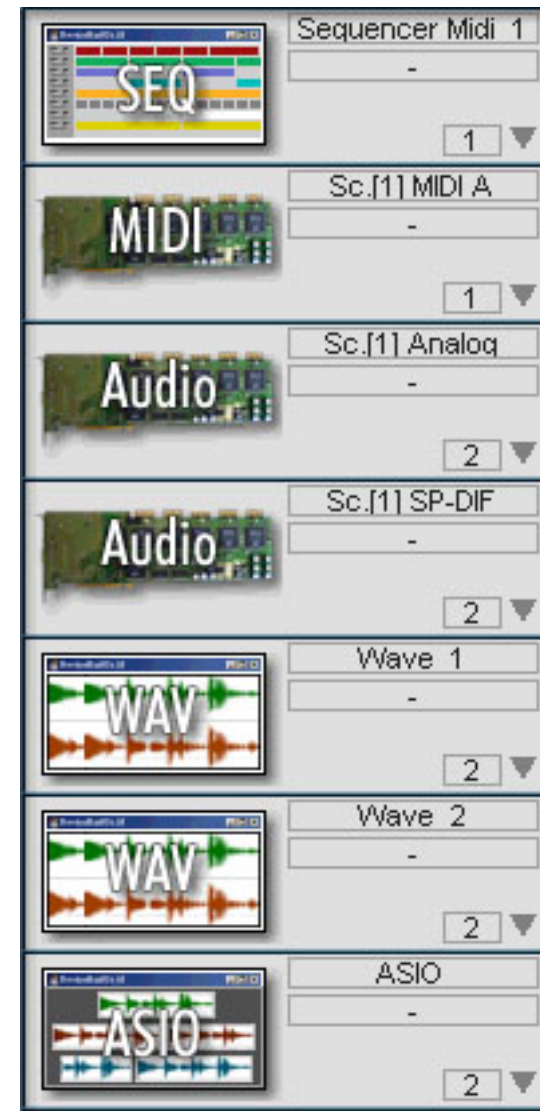 SEQ
Sequencer Midi 1
-
1
MIDI
Sc.[1] MIDI A
-
1
Audio
Sc.[1] Analog
-
2
Audio
Sc.[1] SP-DIF
-
2
WAV
Wave 1
-
2
WAV
Wave 2
-
2
ASIO
ASIO
-
2